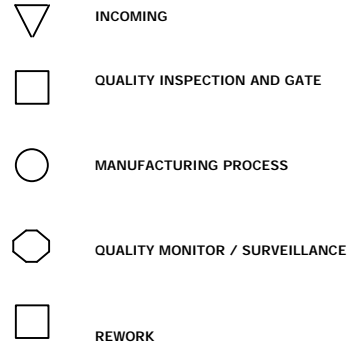 INCOMING
QUALITY INSPECTION AND GATE
MANUFACTURING PROCESS
QUALITY MONITOR / SURVEILLANCE
REWORK